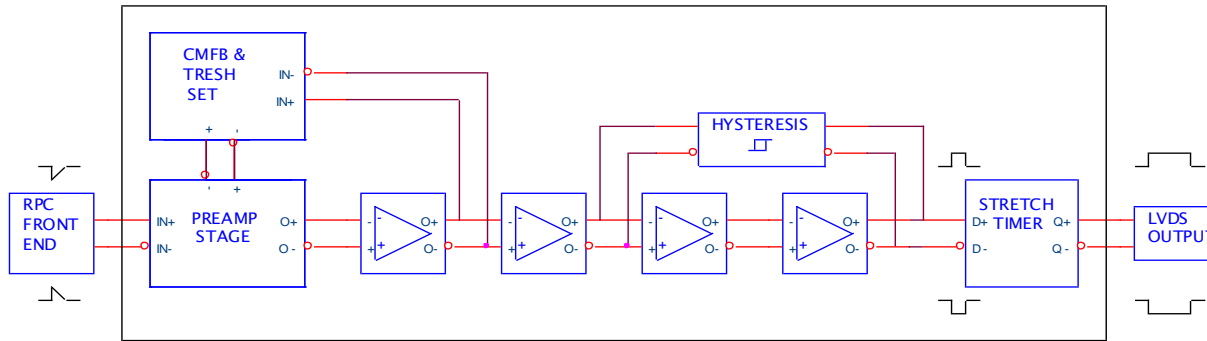 CMFB &
TRESH
SET
IN-
IN+
+ -
HYSTERESIS
- +
RPC
FRONT
END
IN+
IN-
PREAMP
STAGE
O+
O-
- - O+
+ + O-
- - O+
+ + O-
- - O+
+ + O-
- - O+
+ + O-
STRETCH
TIMER
D+
D-
Q+
Q-
LVDS
OUTPUT